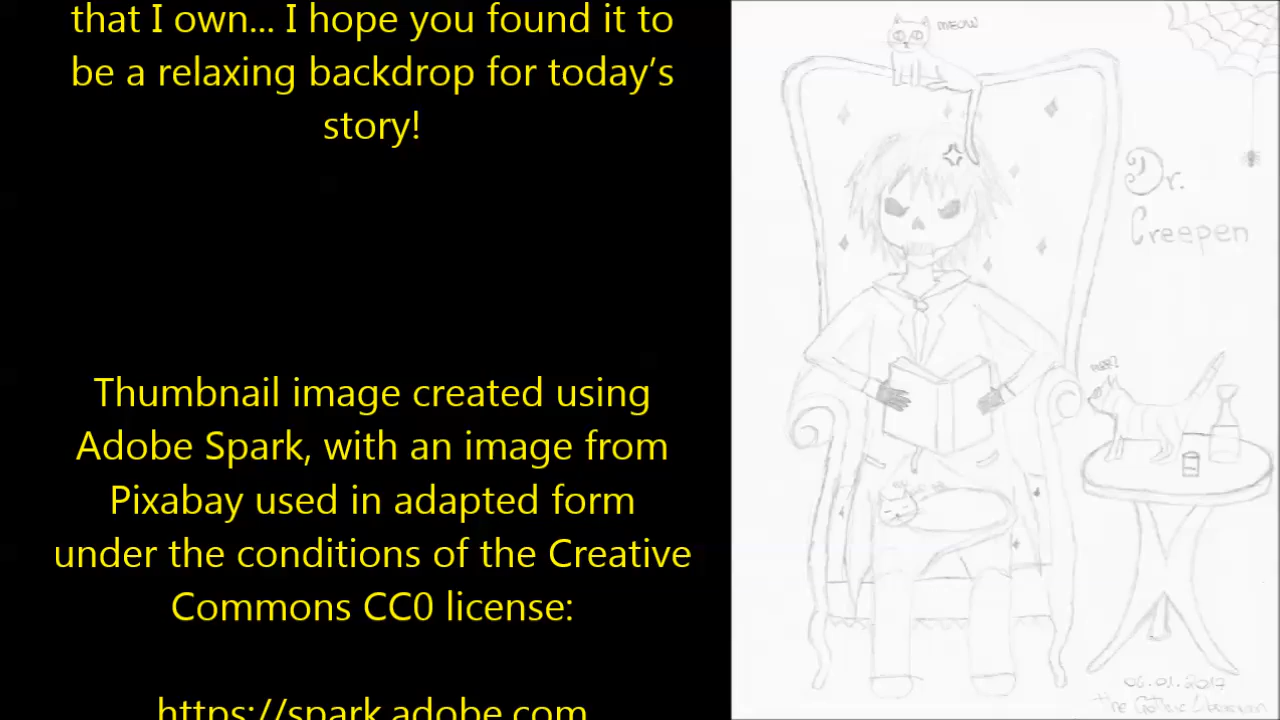 that I own... I hope you found it to
be a relaxing backdrop for today's
story!
Thumbnail image created using
Adobe Spark, with an image from
Pixabay used in adapted form
under the conditions of the Creative
Commons CC0 license:
https://spark.adobe.com
MEOW
Dr.
Creepen
06.01.2017
the Gothic